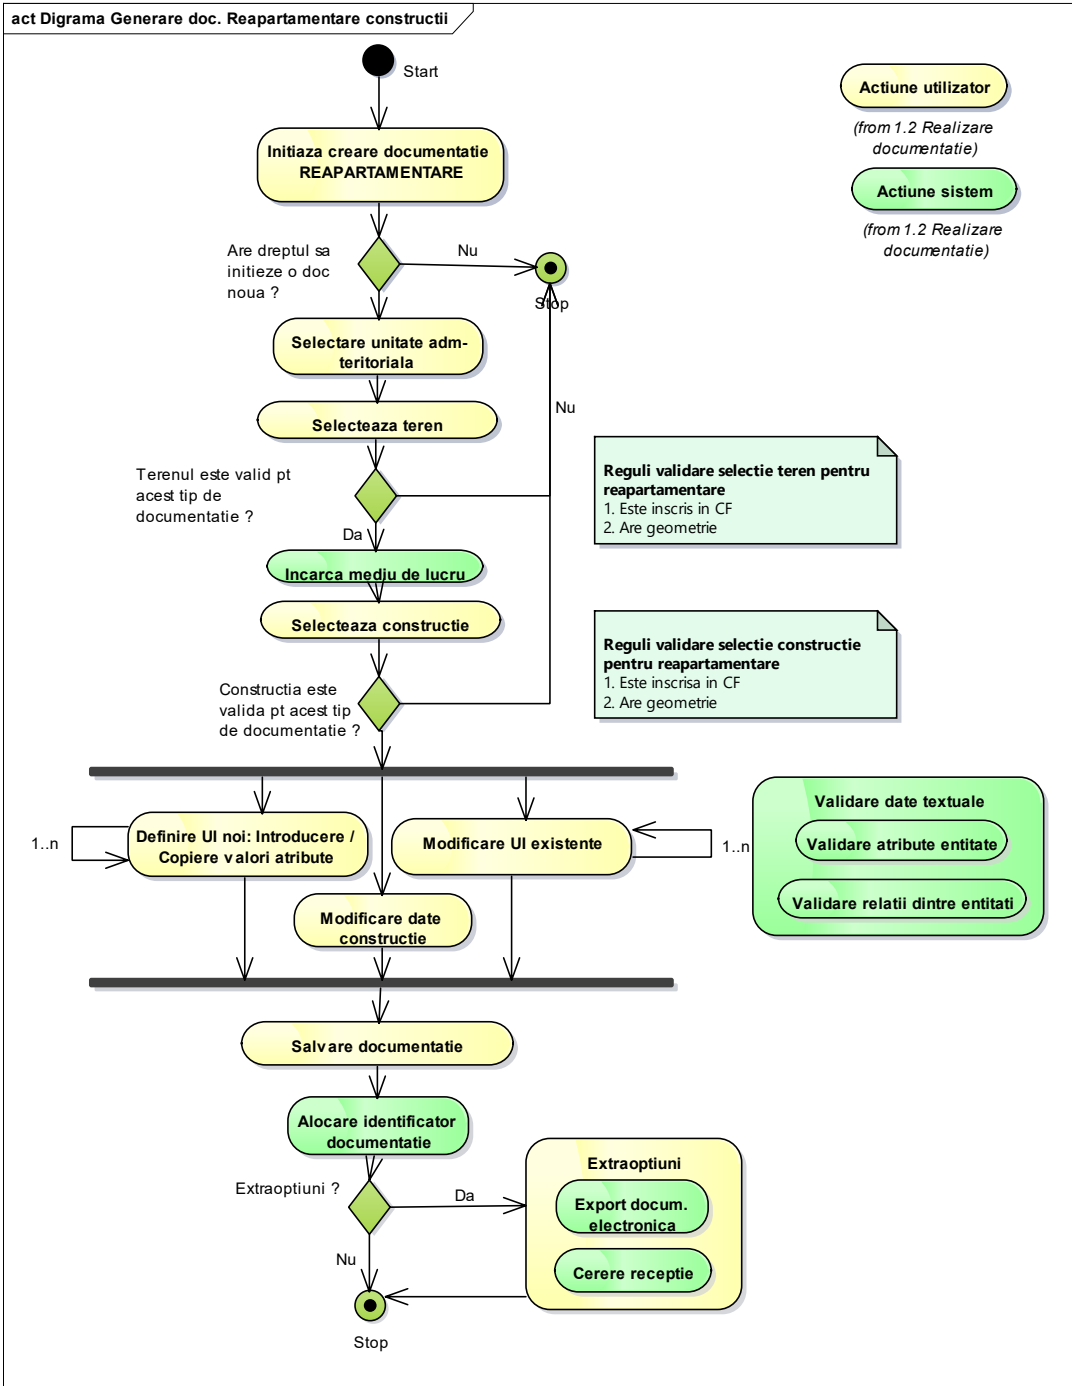 act Digrama Generare doc. Reapartamentare constructii
Start
Actiune utilizator
(from 1.2 Realizare
documentatie)
Initiaza creare documentatie
REAPARTAMENTARE
Actiune sistem
(from 1.2 Realizare
documentatie)
Are dreptul sa
initieze o doc
noua ?
Nu
Stop
Selectare unitate adm-
teritoriala
Selecteaza teren
Nu
Terenul este valid pt
acest tip de
documentatie ?
Reguli validare selectie teren pentru
reapartamentare
1. Este inscris in CF
2. Are geometrie
Da
Incarca mediu de lucru
Selecteaza constructie
Reguli validare selectie constructie
pentru reapartamentare
1. Este inscrisa in CF
2. Are geometrie
Constructia este
valida pt acest tip
de documentatie ?
Validare date textuale
Validare atribute entitate
Validare relatii dintre entitati
1..n
Definire UI noi: Introducere /
Copiere valori atribute
Modificare UI existente
1..n
Modificare date
constructie
Salvare documentatie
Alocare identificator
documentatie
Extraoptiuni ?
Da
Extraoptiuni
Export docum.
electronica
Cerere receptie
Nu
Stop